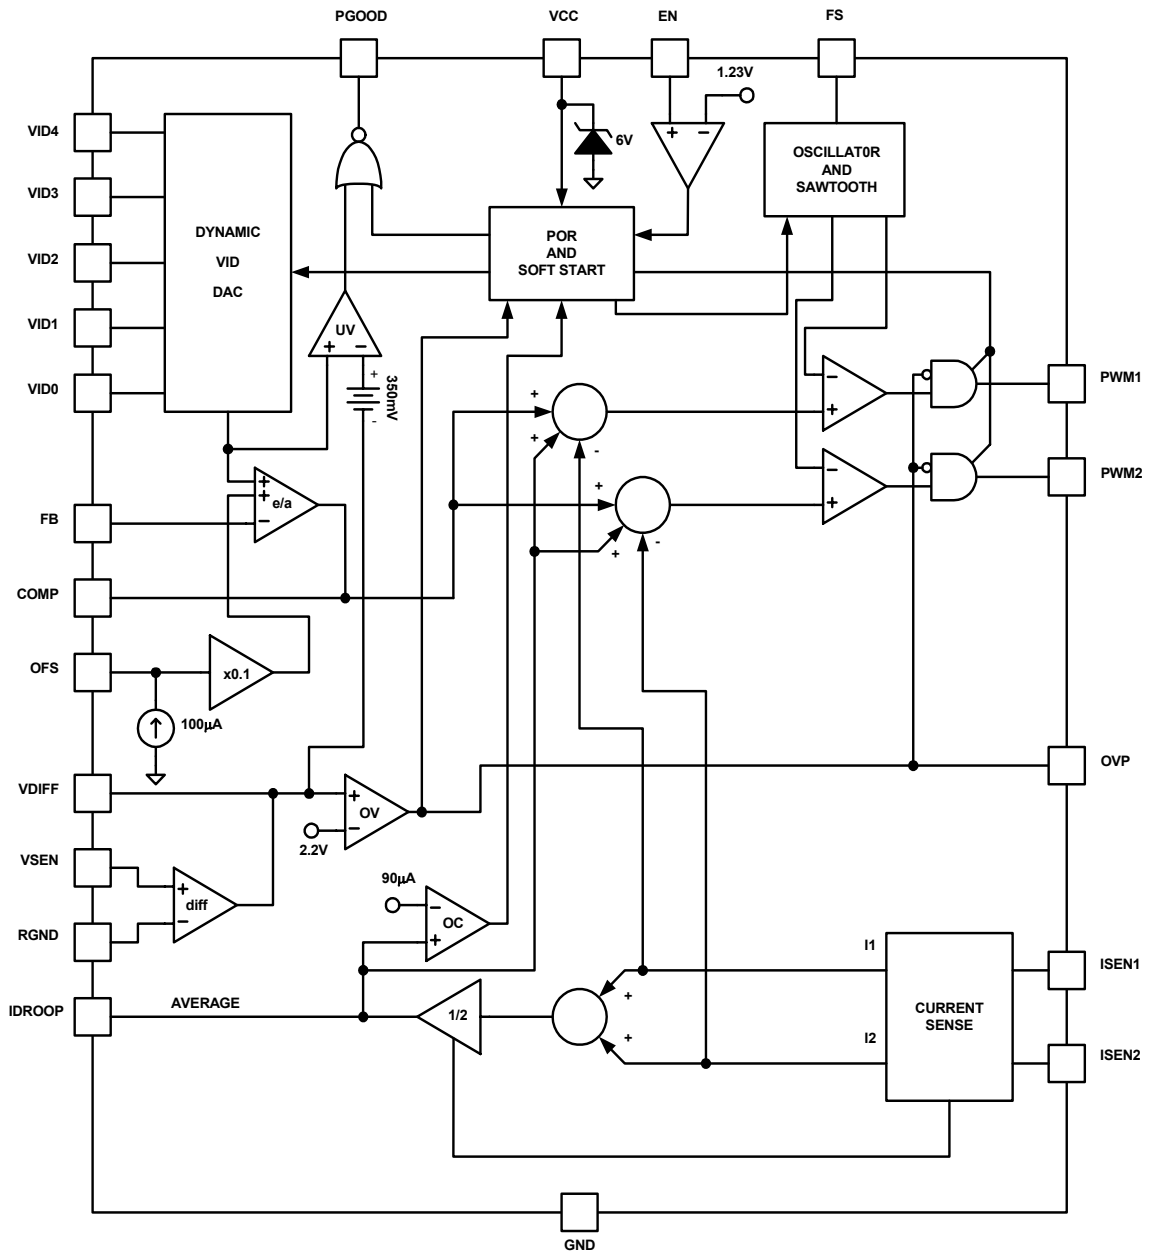 PGOOD
VCC
EN
FS
1.23V
VID4
+
−
6V
OSCILLAT0R
AND
SAWTOOTH
VID3
DYNAMIC
VID
DAC
POR
AND
SOFT START
VID2
VID1
UV
+
−
+
350mV
-
VID0
−
+
PWM1
+
+
-
−
+
PWM2
+
+
−
e/a
FB
+
+
-
COMP
OFS
x0.1
100µA
OVP
VDIFF
+
−
OV
2.2V
VSEN
+
−
diff
RGND
90µA
−
+
OC
I1
ISEN1
+
IDROOP
AVERAGE
1/2
CURRENT
SENSE
+
I2
ISEN2
GND